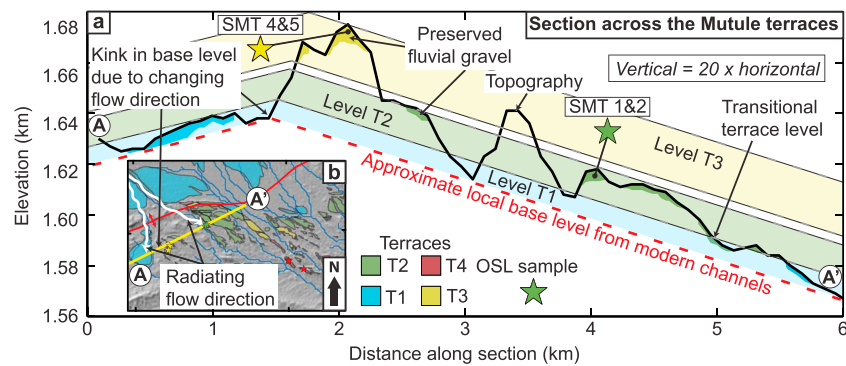 a
SMT 4&5
Section across the Mutule terraces
Kink in base level
due to changing
flow direction
Preserved
fluvial gravel
Vertical = 20 x horizontal
Topography
SMT 1&2
Transitional
terrace level
Level T2
Level T3
Level T1
Approximate local base level from modern channels
A
A'
b
A'
A
Radiating
flow direction
N
Terraces
T2
T4
OSL sample
T1
T3
Elevation (km)
1.68
1.66
1.64
1.62
1.60
1.58
1.56
0
1
2
3
4
5
6
Distance along section (km)